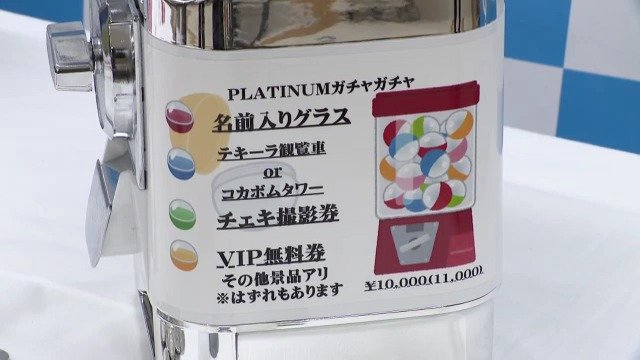 PLATINUMガチャガチャ
名前入りグラス
テキーラ観覧車
or
コカボムタワー
チェキ撮影券
VIP無料券
その他景品アリ
※はずれもあります
¥10,000(11,000)